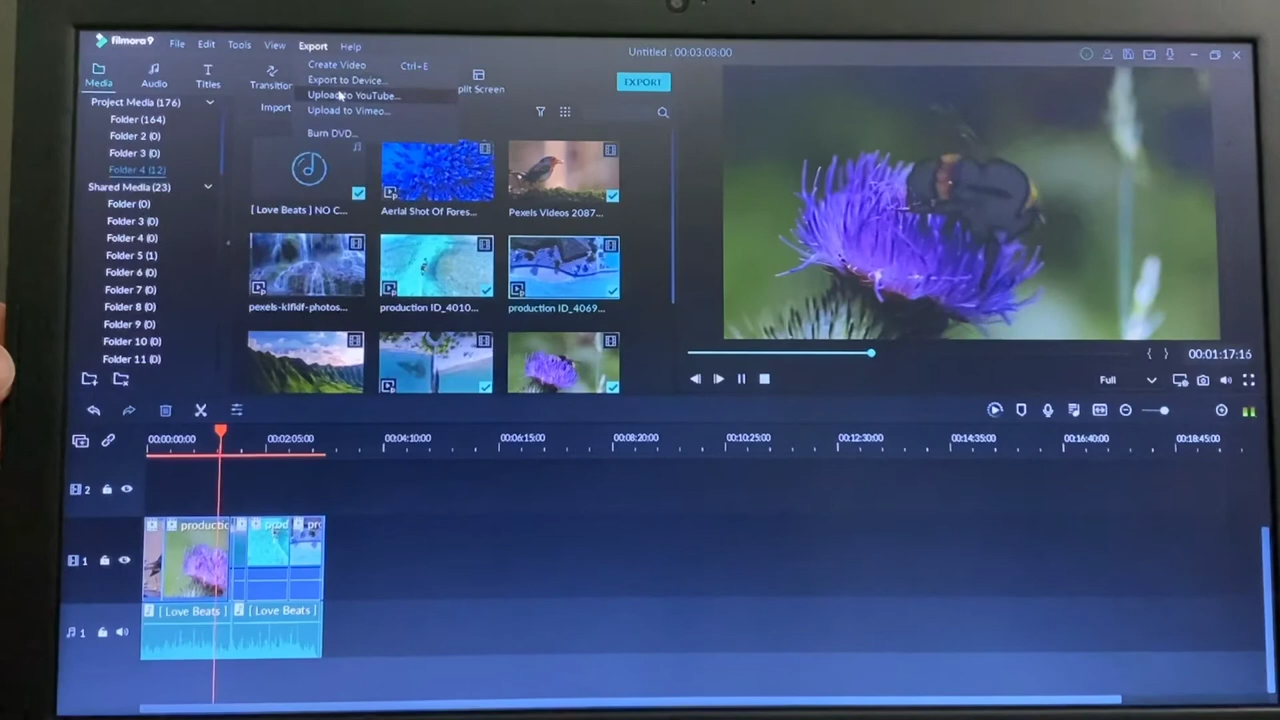 filmora9 File Edit Tools View Export Help
Untitled : 00:03:08:00
Create Video Ctrl+E
Export to Device...
Upload to YouTube...
Upload to Vimeo...
Burn DVD...
Media Audio Titles Transition plit Screen
EXPORT
Import
Project Media (176)
Folder (164)
Folder 2 (0)
Folder 3 (0)
Folder 4 (12)
Shared Media (23)
Folder (0)
Folder 3 (0)
Folder 4 (0)
Folder 5 (1)
Folder 6 (0)
Folder 7 (0)
Folder 8 (0)
Folder 9 (0)
Folder 10 (0)
Folder 11 (0)
[ Love Beats ] NO C... Aerial Shot Of Fores... Pexels Videos 2087...
pexels-kifkif-photos... production ID_4010... production ID_4069...
00:01:17:16
Full
00:00:00:00 00:02:05:00 00:04:10:00 00:06:15:00 00:08:20:00 00:10:25:00 00:12:30:00 00:14:35:00 00:16:40:00 00:18:45:00
2
1 productio prod pro
[ Love Beats ] [ Love Beats ]
1